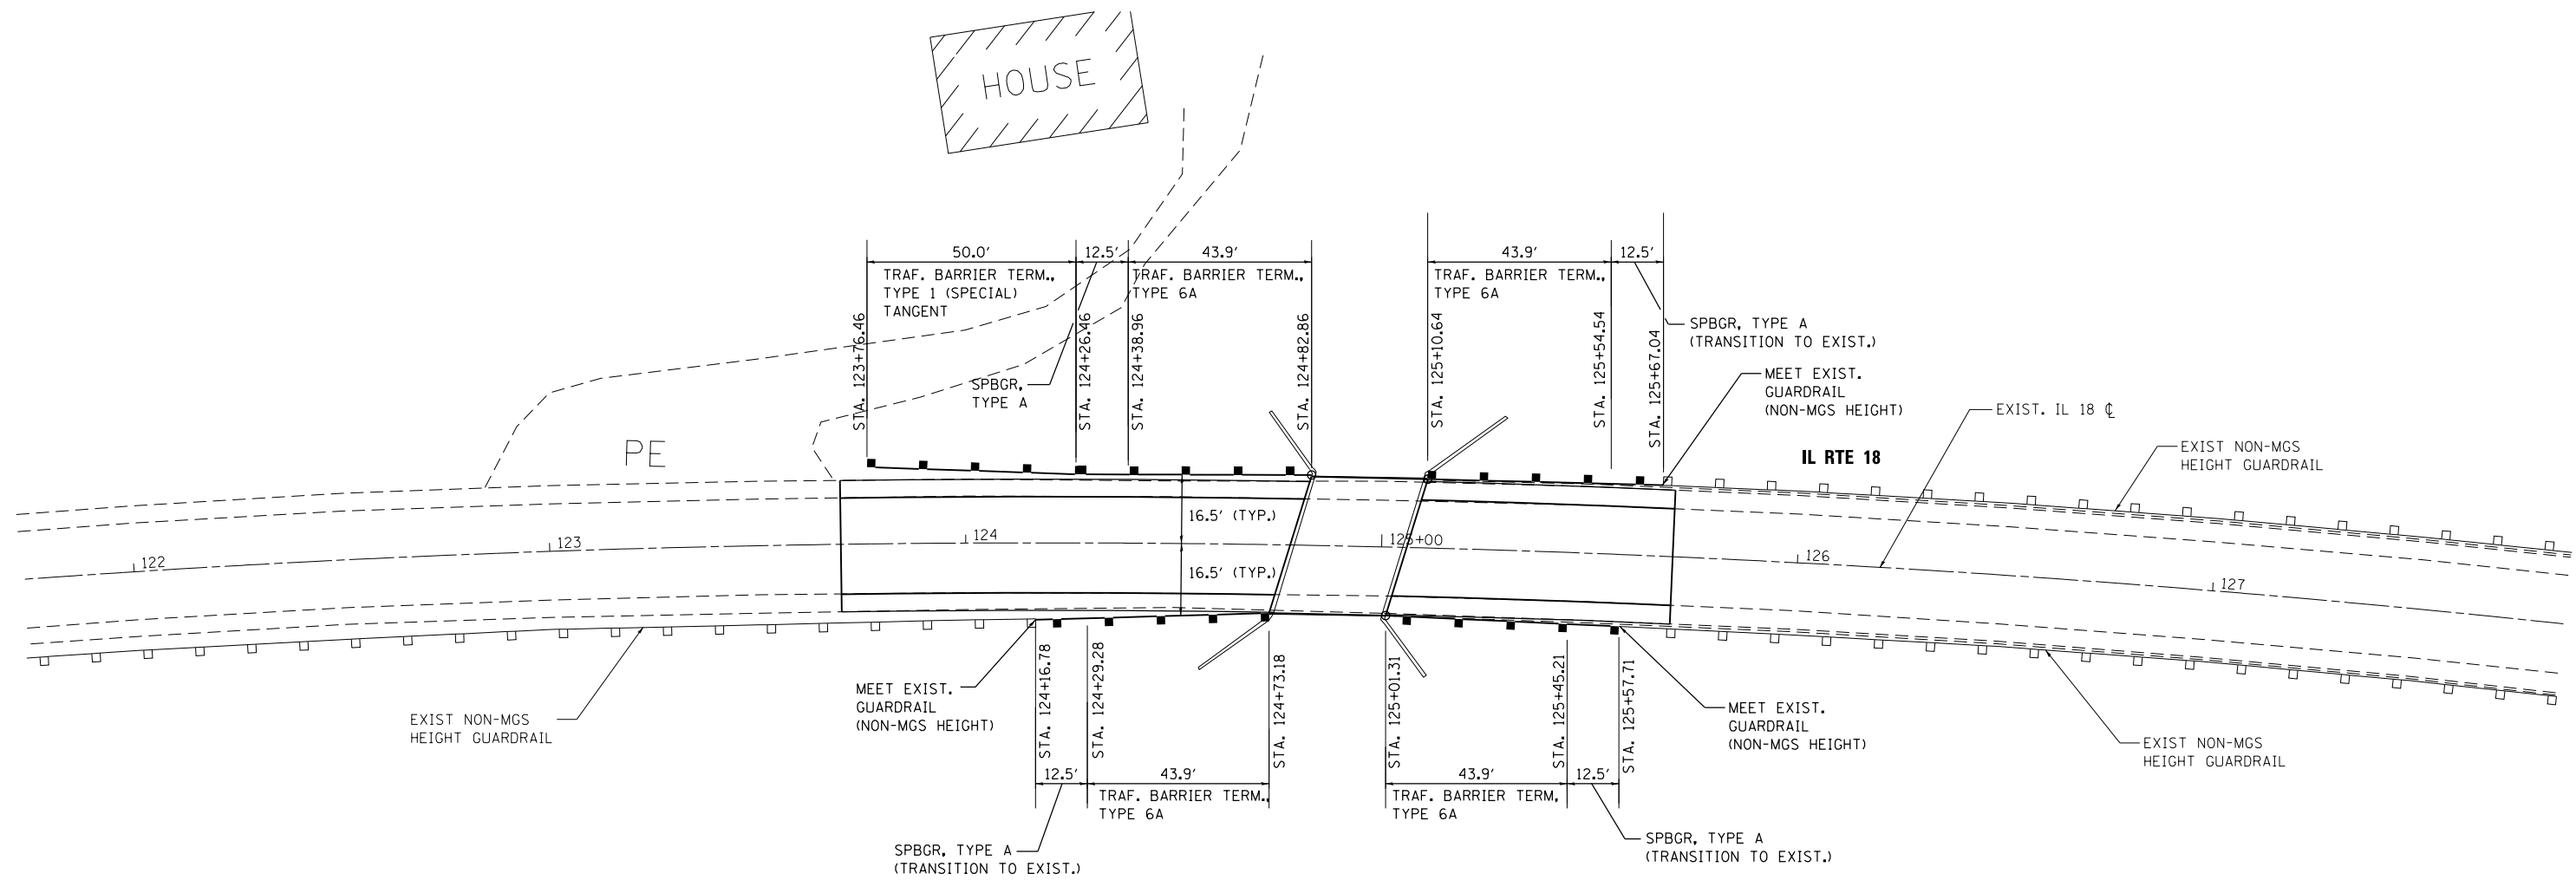 HOUSE
50.0'
12.5'
43.9'
43.9'
12.5'
TRAF. BARRIER TERM.,
TYPE 1 (SPECIAL)
TANGENT
TRAF. BARRIER TERM.,
TYPE 6A
TRAF. BARRIER TERM.,
TYPE 6A
SPBGR, TYPE A
(TRANSITION TO EXIST.)
STA. 123+76.46
STA. 124+26.46
STA. 124+38.96
STA. 124+82.86
STA. 125+10.64
STA. 125+54.54
STA. 125+67.04
SPBGR,
TYPE A
MEET EXIST.
GUARDRAIL
(NON-MGS HEIGHT)
EXIST. IL 18 ℄
PE
IL RTE 18
EXIST NON-MGS
HEIGHT GUARDRAIL
16.5' (TYP.)
122
123
124
125+00
126
127
16.5' (TYP.)
STA. 124+16.78
STA. 124+29.28
STA. 124+73.18
STA. 125+01.31
STA. 125+45.21
STA. 125+57.71
MEET EXIST.
GUARDRAIL
(NON-MGS HEIGHT)
EXIST NON-MGS
HEIGHT GUARDRAIL
MEET EXIST.
GUARDRAIL
(NON-MGS HEIGHT)
EXIST NON-MGS
HEIGHT GUARDRAIL
12.5'
43.9'
43.9'
12.5'
TRAF. BARRIER TERM.,
TYPE 6A
TRAF. BARRIER TERM,
TYPE 6A
SPBGR, TYPE A
(TRANSITION TO EXIST.)
SPBGR, TYPE A
(TRANSITION TO EXIST.)